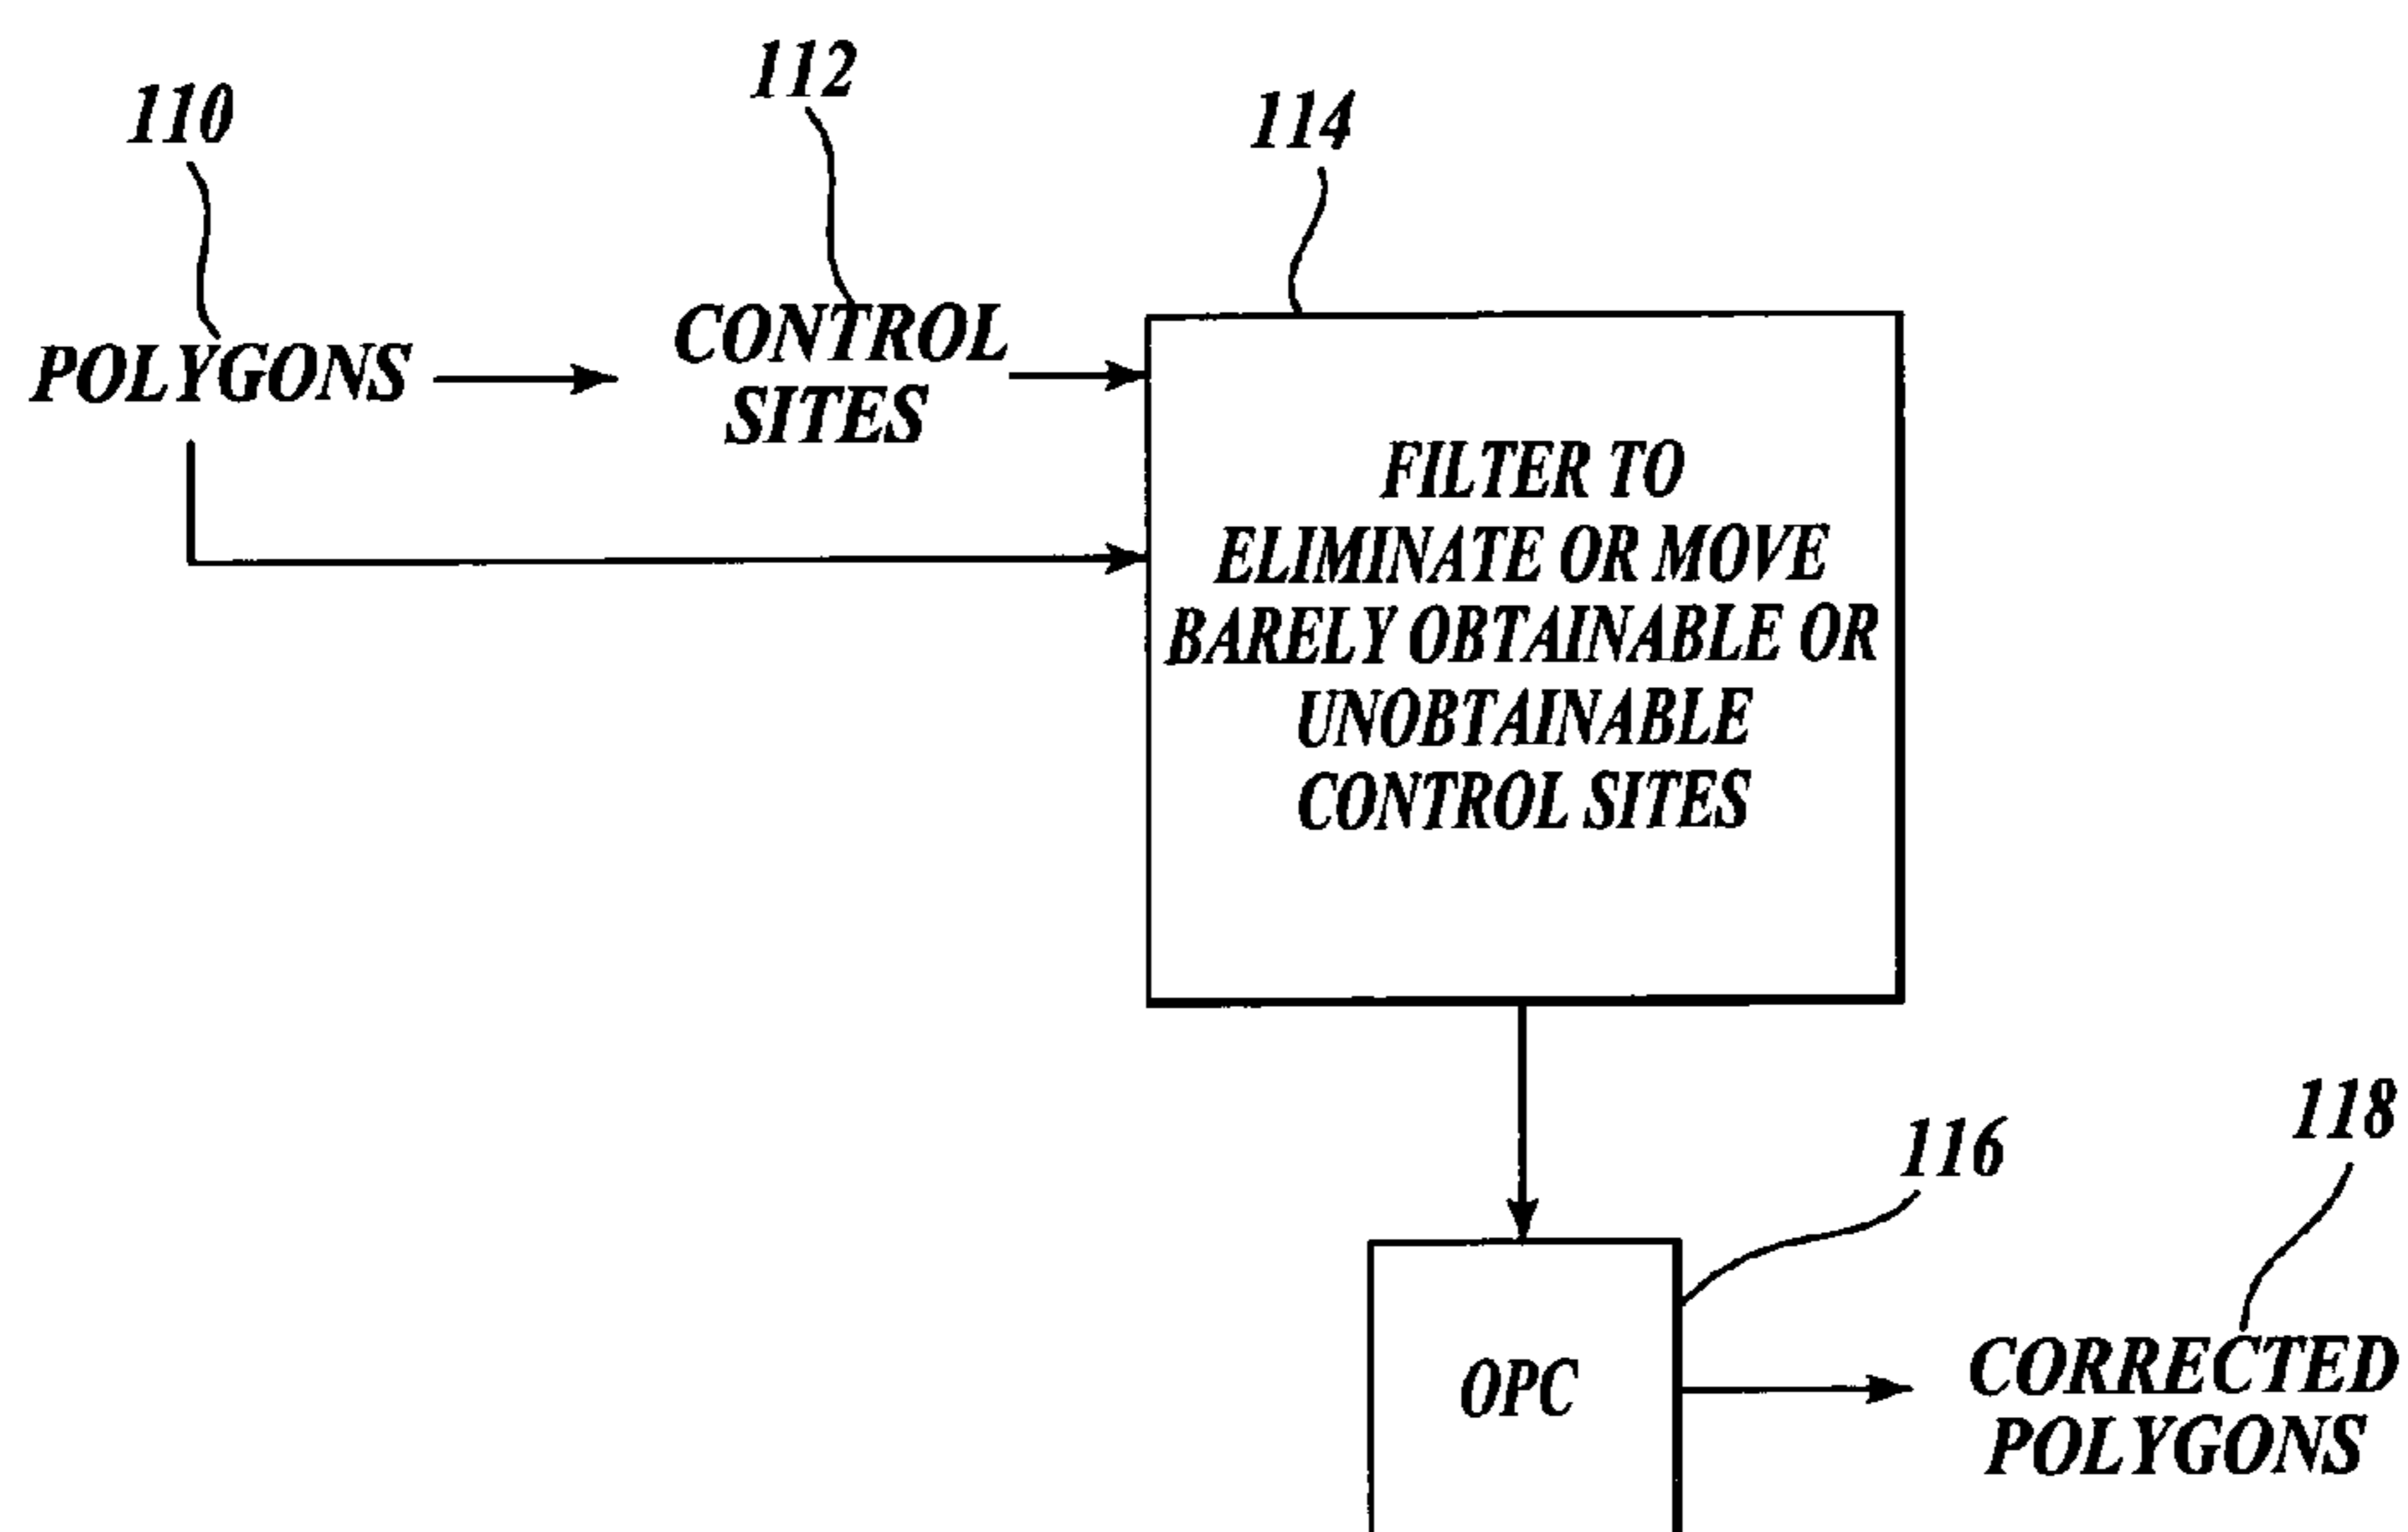 110
112
114
POLYGONS
CONTROL
SITES
FILTER TO
ELIMINATE OR MOVE
BARELY OBTAINABLE OR
UNOBTAINABLE
CONTROL SITES
116
118
OPC
CORRECTED
POLYGONS